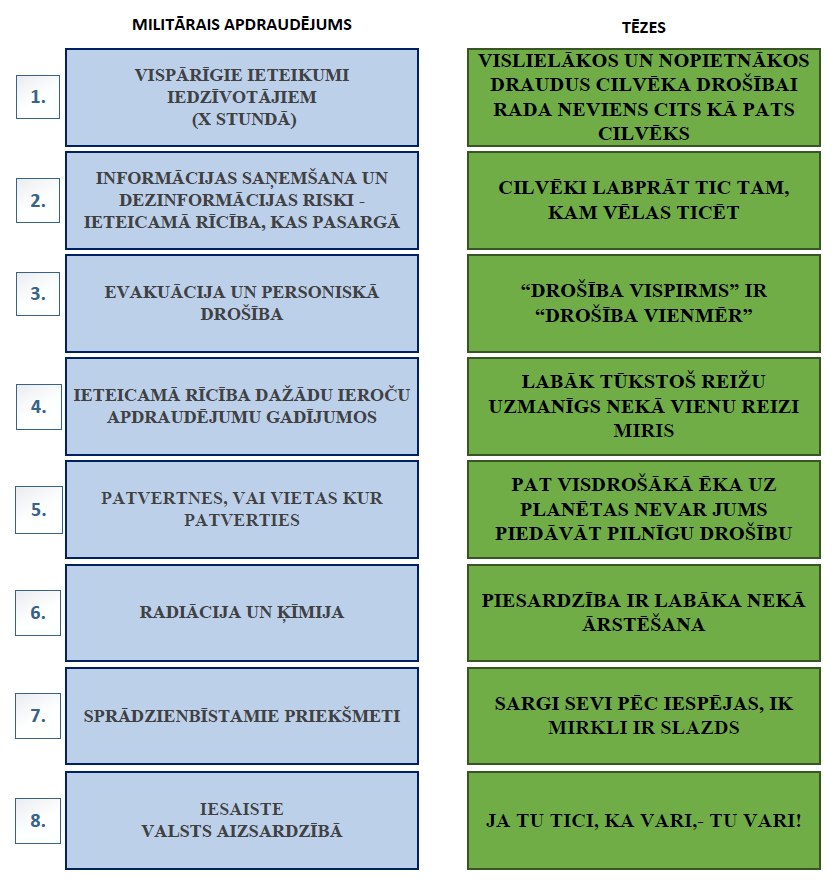 MILITĀRAIS APDRAUDĒJUMS
TĒZES
1.
VISPĀRĪGIE IETEIKUMI
IEDZĪVOTĀJIEM
(X STUNDĀ)
VISLIELĀKOS UN NOPIETNĀKOS
DRAUDUS CILVĒKA DROŠĪBAI
RADA NEVIENS CITS KĀ PATS
CILVĒKS
2.
INFORMĀCIJAS SAŅEMŠANA UN
DEZINFORMĀCIJAS RISKI -
IETEICAMĀ RĪCĪBA, KAS PASARGĀ
CILVĒKI LABPRĀT TIC TAM,
KAM VĒLAS TICĒT
3.
EVAKUĀCIJA UN PERSONISKĀ
DROŠĪBA
“DROŠĪBA VISPIRMS” IR
“DROŠĪBA VIENMĒR”
4.
IETEICAMĀ RĪCĪBA DAŽĀDU IEROČU
APDRAUDĒJUMU GADĪJUMOS
LABĀK TŪKSTOŠ REIŽU
UZMANĪGS NEKĀ VIENU REIZI
MIRIS
5.
PATVERTNES, VAI VIETAS KUR
PATVERTIES
PAT VISDROŠĀKĀ ĒKA UZ
PLANĒTAS NEVAR JUMS
PIEDĀVĀT PILNĪGU DROŠĪBU
6.
RADIĀCIJA UN ĶĪMIJA
PIESARDZĪBA IR LABĀKA NEKĀ
ĀRSTĒŠANA
7.
SPRĀDZIENBĪSTAMIE PRIEKŠMETI
SARGI SEVI PĒC IESPĒJAS, IK
MIRKLI IR SLAZDS
8.
IESAISTE
VALSTS AIZSARDZĪBĀ
JA TU TICI, KA VARI,- TU VARI!